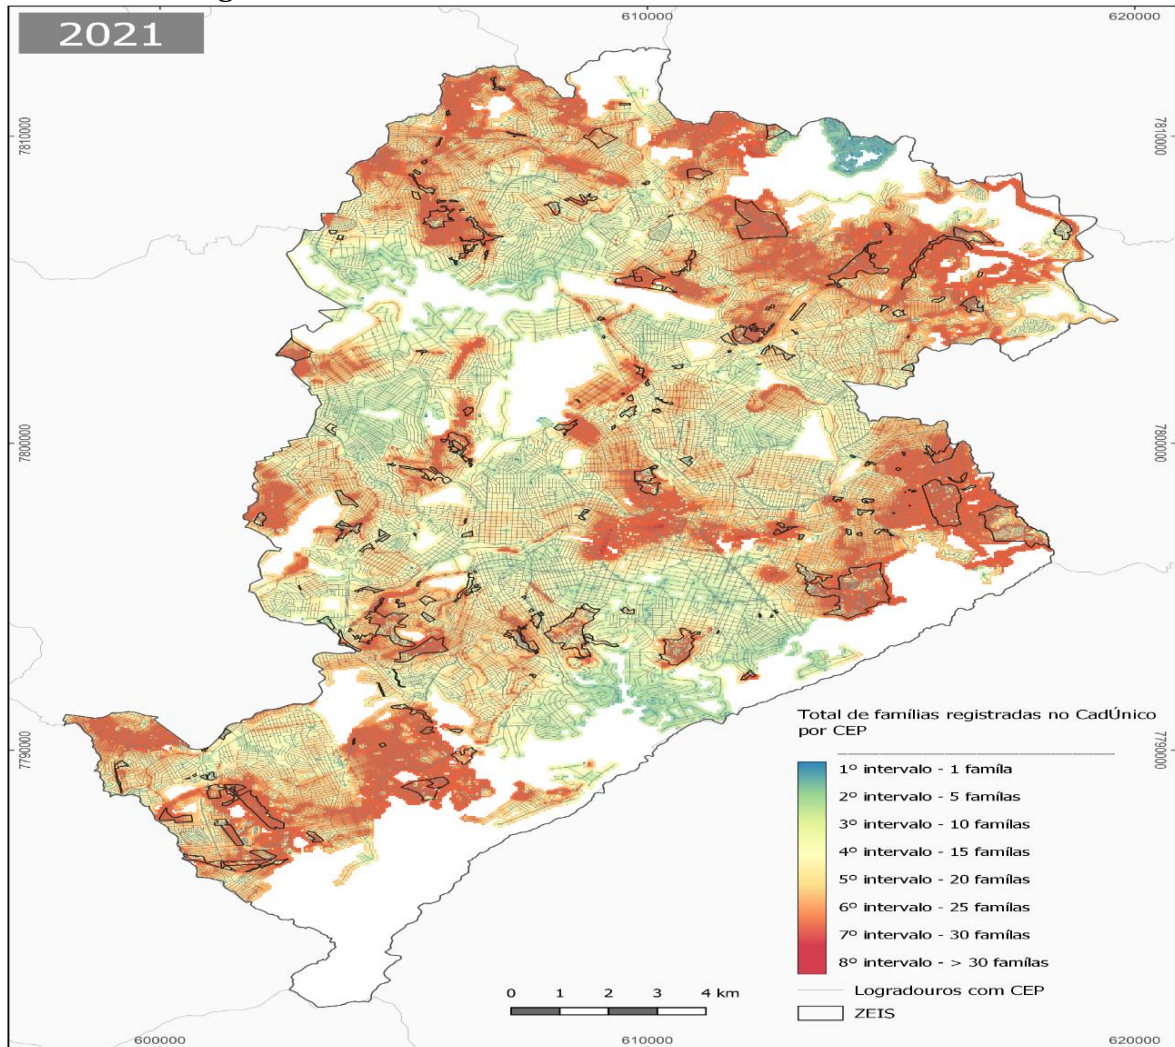 2021
610000
620000
7810000
7810000
7800000
7800000
7790000
7790000
Total de famílias registradas no CadÚnico
por CEP
1º intervalo - 1 famíla
2º intervalo - 5 famílas
3º intervalo - 10 famílas
4º intervalo - 15 famílas
5º intervalo - 20 famílas
6º intervalo - 25 famílas
7º intervalo - 30 famílas
8º intervalo - > 30 famílas
Logradouros com CEP
ZEIS
0 1 2 3 4 km
600000
610000
620000